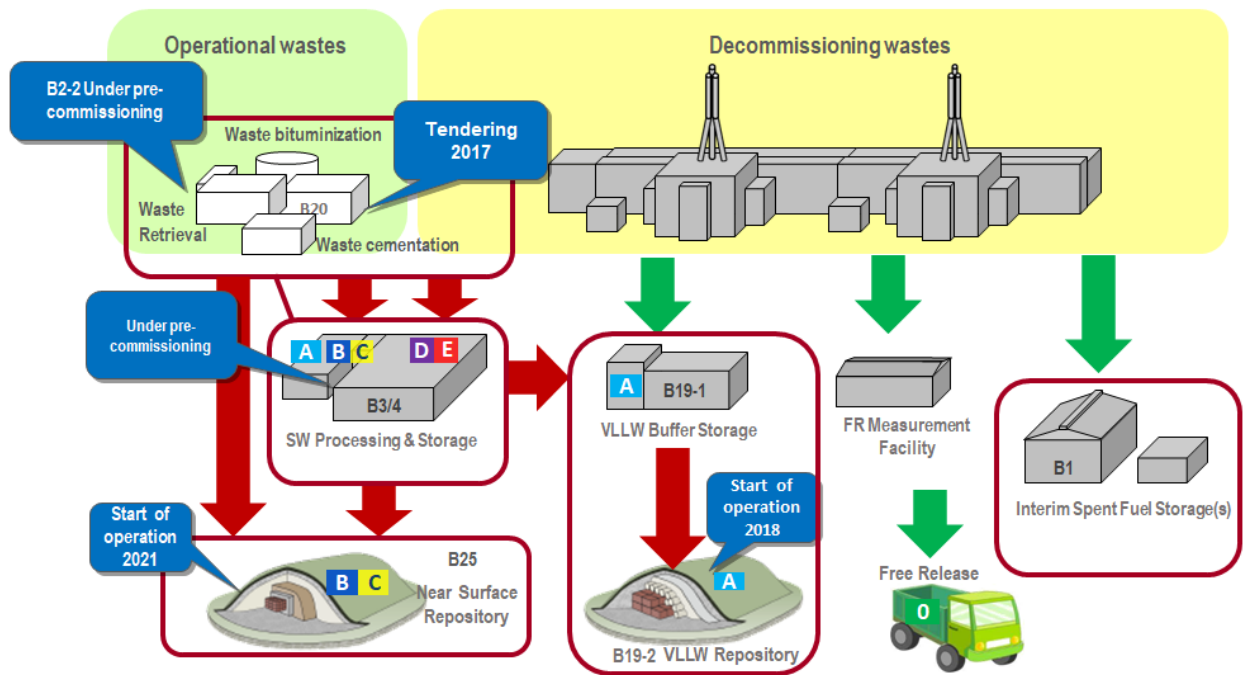 Operational wastes
Decommissioning wastes
B2-2 Under pre-
commissioning
Waste bituminization
Tendering
2017
B20
Waste
Retrieval
Waste cementation
Under pre-
commissioning
A B C D E
B3/4
SW Processing & Storage
A
B19-1
VLLW Buffer Storage
FR Measurement
Facility
B1
Interim Spent Fuel Storage(s)
Start of
operation
2021
B C
B25
Near Surface
Repository
Start of
operation
2018
A
B19-2 VLLW Repository
Free Release
0